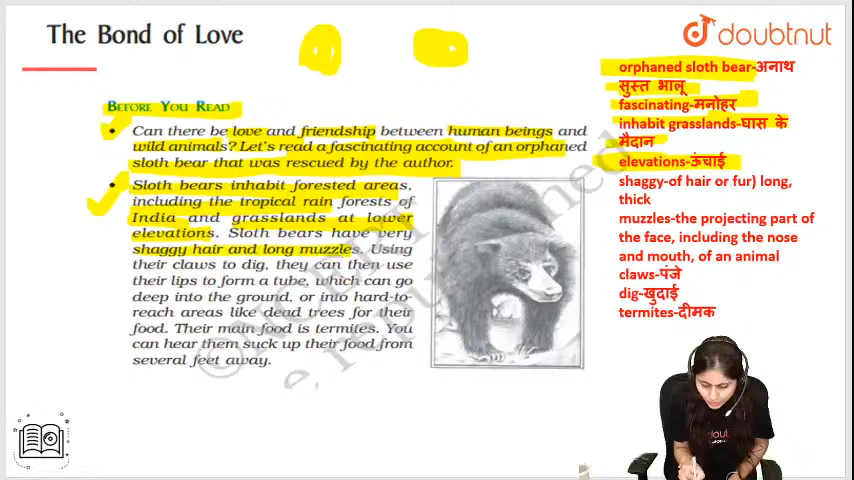 The Bond of Love
doubtnut
BEFORE YOU READ
• Can there be love and friendship between human beings and
wild animals? Let's read a fascinating account of an orphaned
sloth bear that was rescued by the author.
• Sloth bears inhabit forested areas,
including the tropical rain forests of
India and grasslands at lower
elevations. Sloth bears have very
shaggy hair and long muzzles. Using
their claws to dig, they can then use
their lips to form a tube, which can go
deep into the ground, or into hard-to-
reach areas like dead trees for their
food. Their main food is termites. You
can hear them suck up their food from
several feet away.
orphaned sloth bear-अनाथ
सुस्त भालू
fascinating-मनोहर
inhabit grasslands-घास के
मैदान
elevations-ऊंचाई
shaggy-of hair or fur) long,
thick
muzzles-the projecting part of
the face, including the nose
and mouth, of an animal
claws-पंजे
dig-खुदाई
termites-दीमक